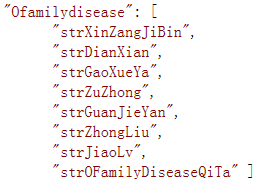 "Ofamilydisease": [
"strXinZangJiBin",
"strDianXian",
"strGaoXueYa",
"strZuZhong",
"strGuanJieYan",
"strZhongLiu",
"strJiaoLv",
"strOFamilyDiseaseQiTa" ]